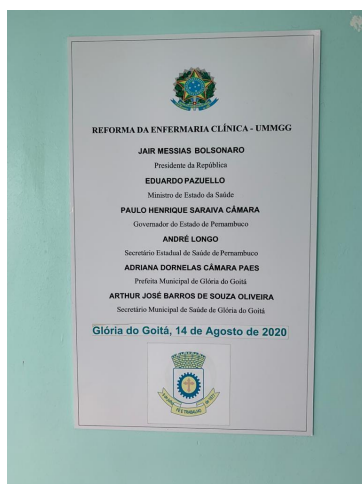 REFORMA DA ENFERMARIA CLÍNICA - UMMGG
JAIR MESSIAS BOLSONARO
Presidente da República
EDUARDO PAZUELLO
Ministro de Estado da Saúde
PAULO HENRIQUE SARAIVA CÂMARA
Governador do Estado de Pernambuco
ANDRÉ LONGO
Secretário Estadual de Saúde de Pernambuco
ADRIANA DORNELAS CÂMARA PAES
Prefeita Municipal de Glória do Goitá
ARTHUR JOSÉ BARROS DE SOUZA OLIVEIRA
Secretário Municipal de Saúde de Glória do Goitá
Glória do Goitá, 14 de Agosto de 2020
FÉ E TRABALHO